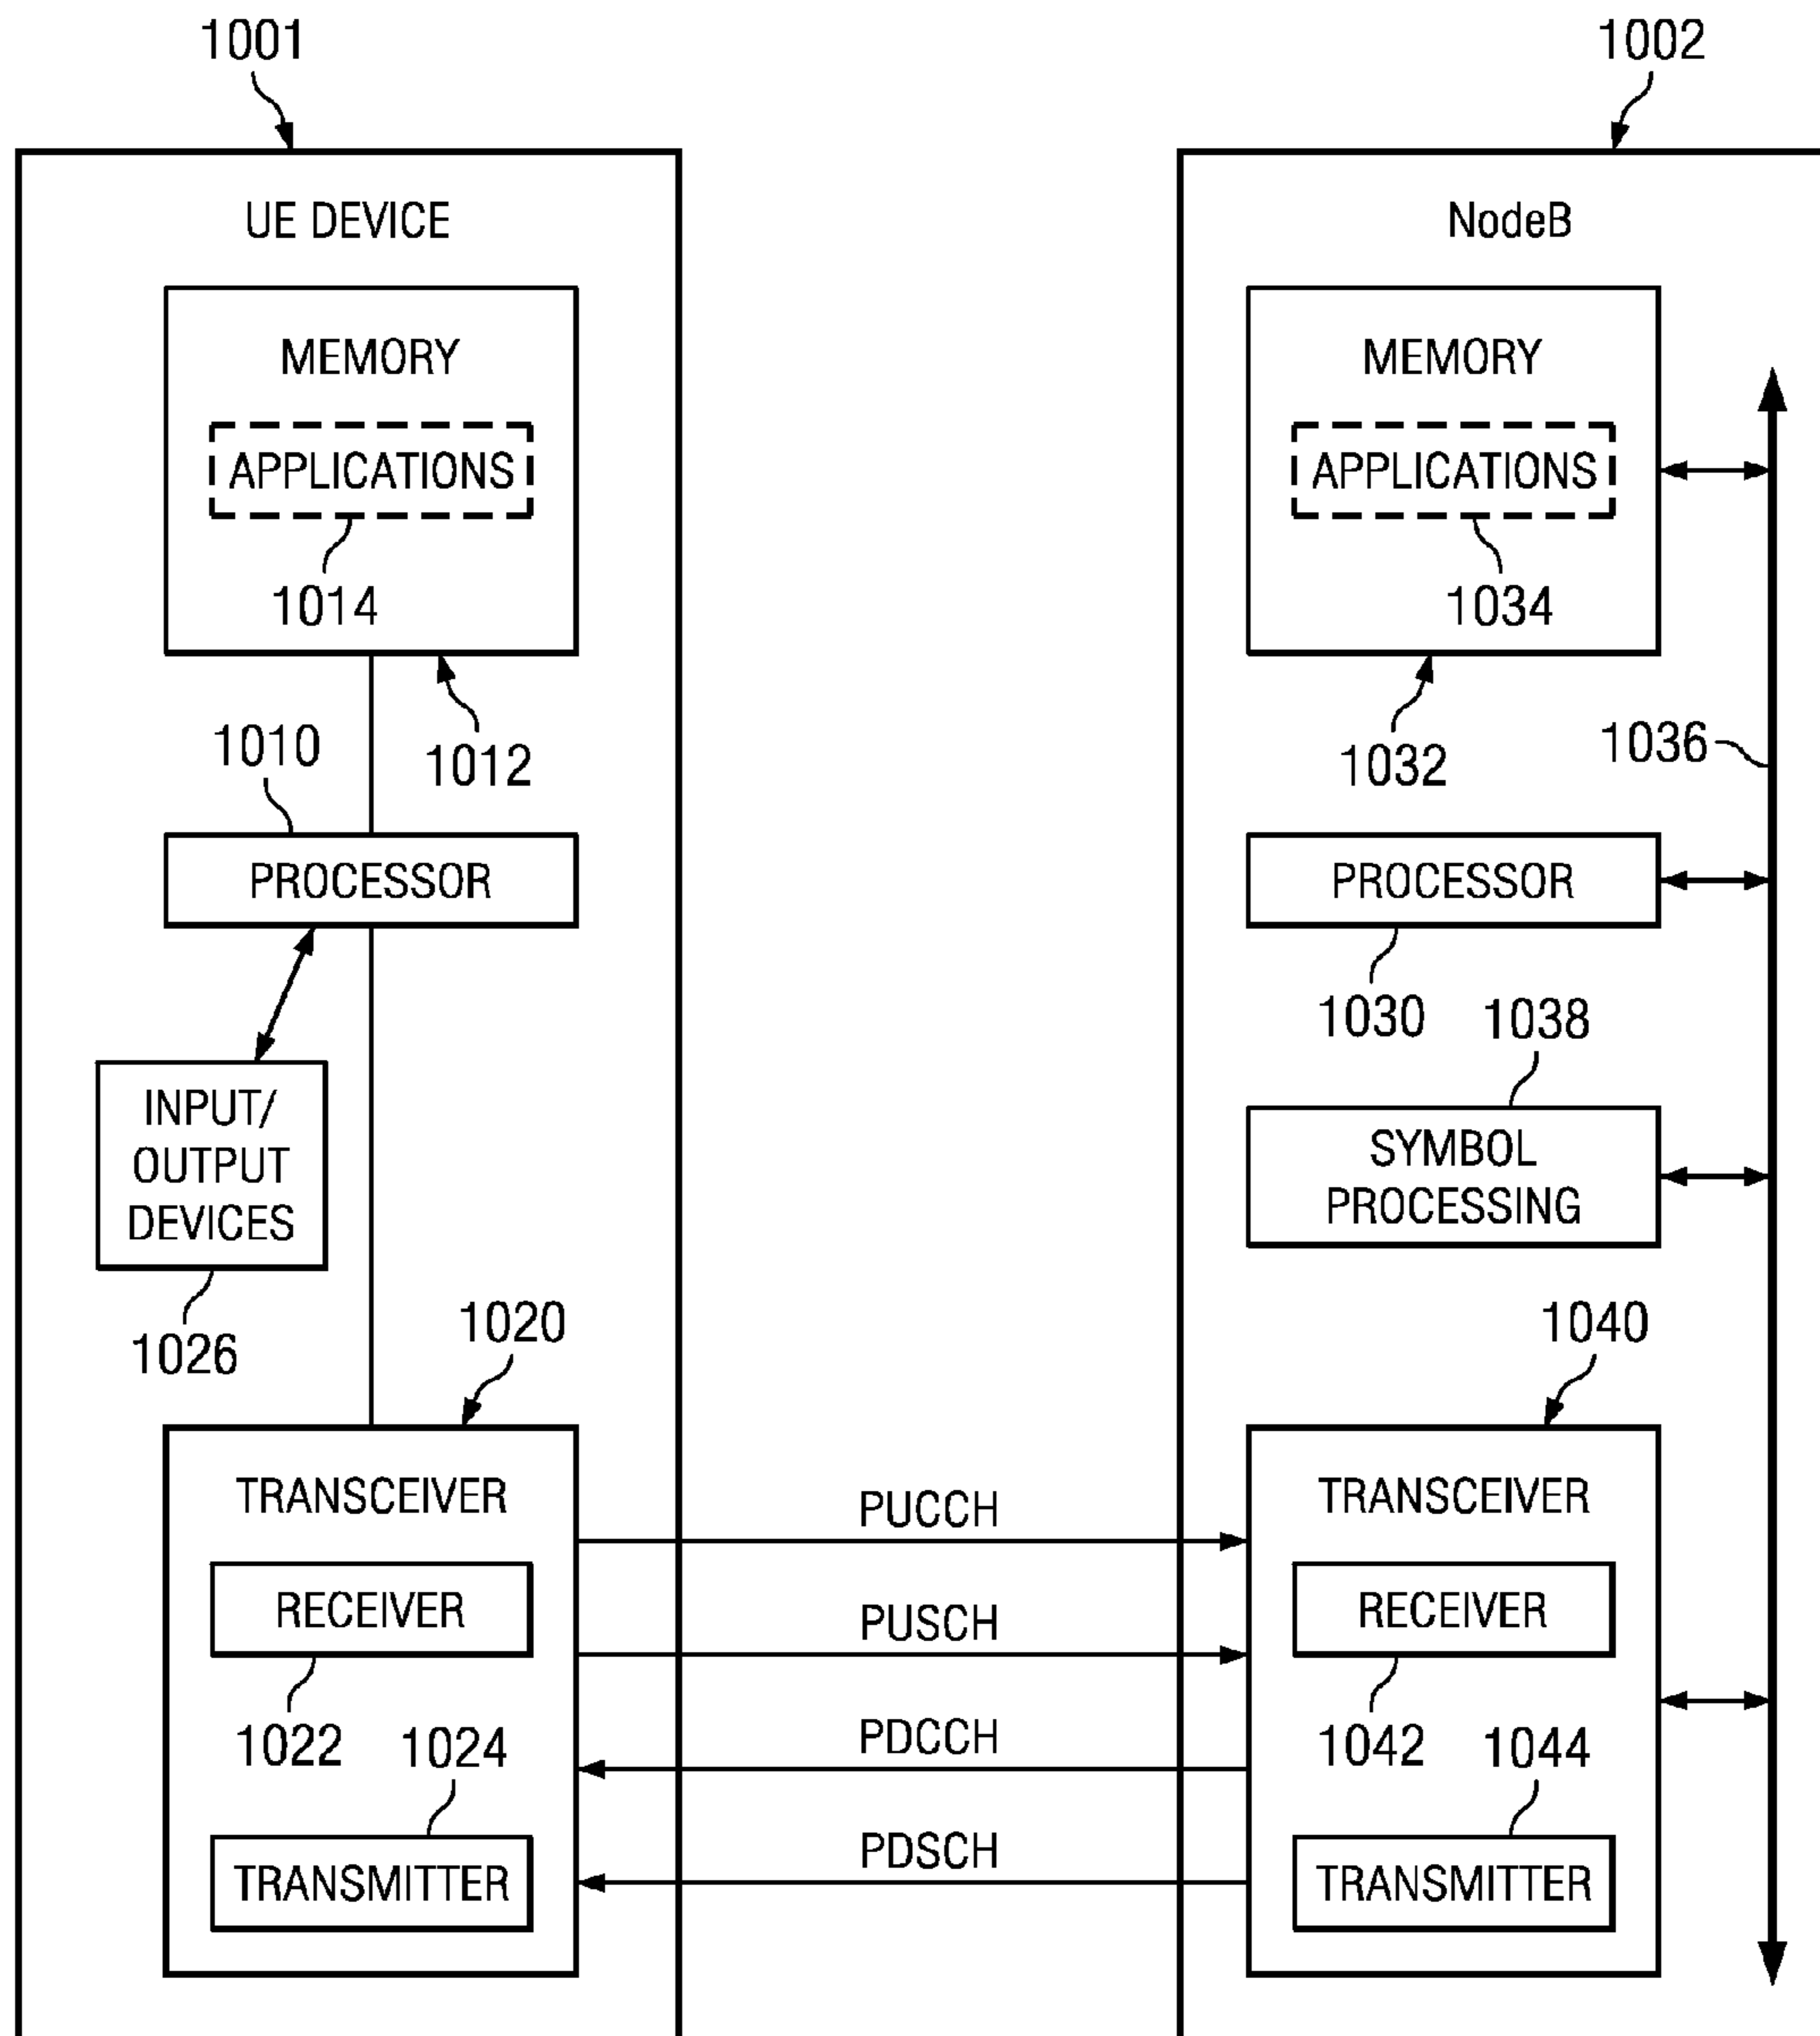 1001
1002
UE DEVICE
NodeB
MEMORY
APPLICATIONS
1014
1012
1010
PROCESSOR
INPUT/
OUTPUT
DEVICES
1026
1020
TRANSCEIVER
RECEIVER
1022
1024
TRANSMITTER
PUCCH
PUSCH
PDCCH
PDSCH
MEMORY
APPLICATIONS
1034
1032
1036
PROCESSOR
1030
1038
SYMBOL
PROCESSING
1040
TRANSCEIVER
RECEIVER
1042
1044
TRANSMITTER